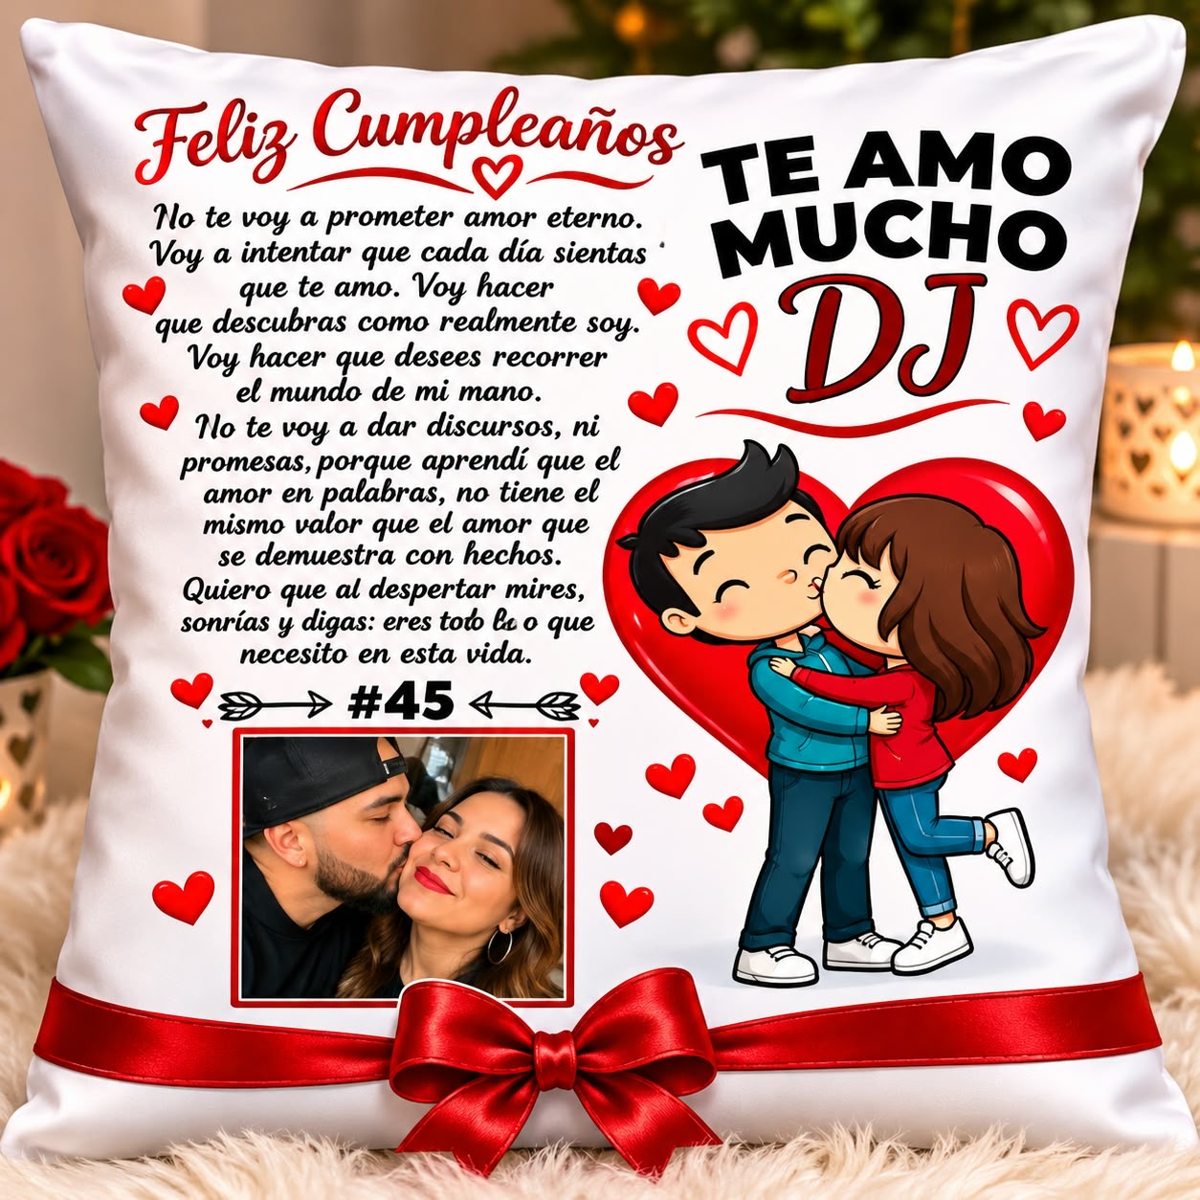 Feliz Cumpleaños
No te voy a prometer amor eterno.
Voy a intentar que cada día sientas
que te amo. Voy hacer
que descubras como realmente soy.
Voy hacer que desees recorrer
el mundo de mi mano.
No te voy a dar discursos, ni
promesas, porque aprendí que el
amor en palabras, no tiene el
mismo valor que el amor que
se demuestra con hechos.
Quiero que al despertar mires,
sonrías y digas: eres o que
necesito en esta vida.
#45
TE AMO
MUCHO
DJ